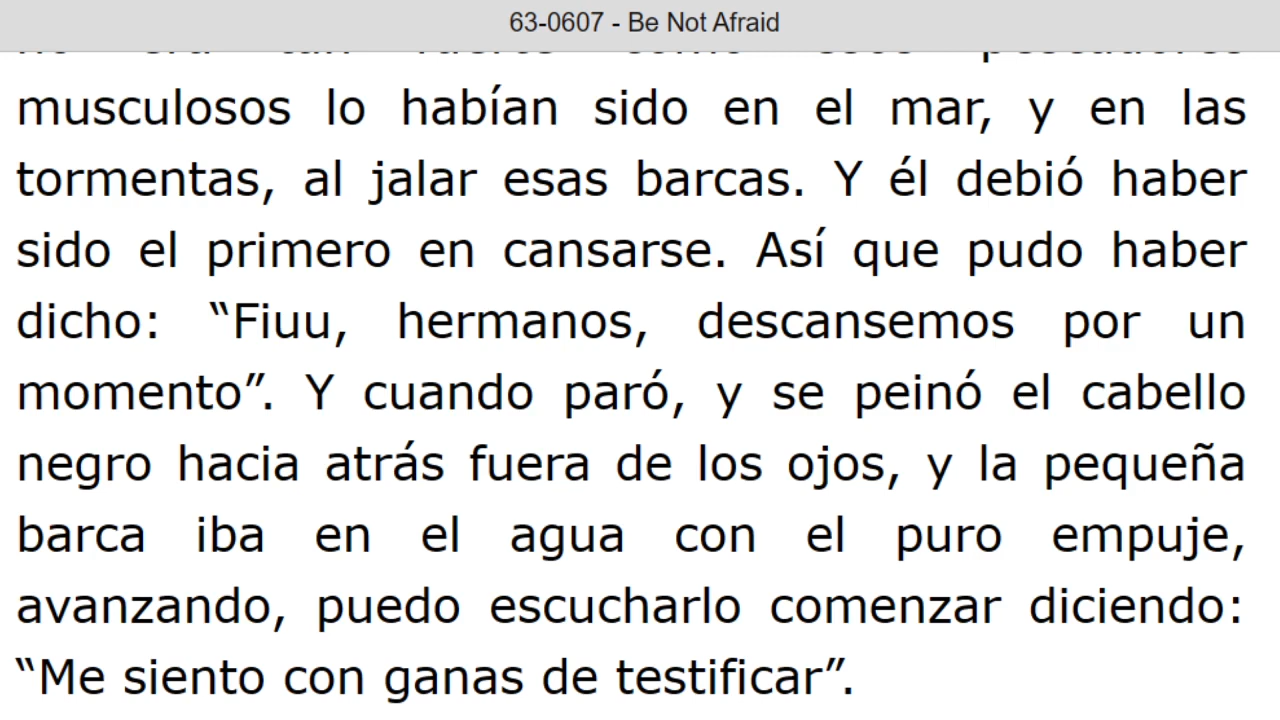 63-0607 - Be Not Afraid
musculosos lo habían sido en el mar, y en las
tormentas, al jalar esas barcas. Y él debió haber
sido el primero en cansarse. Así que pudo haber
dicho: “Fiuu, hermanos, descansemos por un
momento”. Y cuando paró, y se peinó el cabello
negro hacia atrás fuera de los ojos, y la pequeña
barca iba en el agua con el puro empuje,
avanzando, puedo escucharlo comenzar diciendo:
“Me siento con ganas de testificar”.